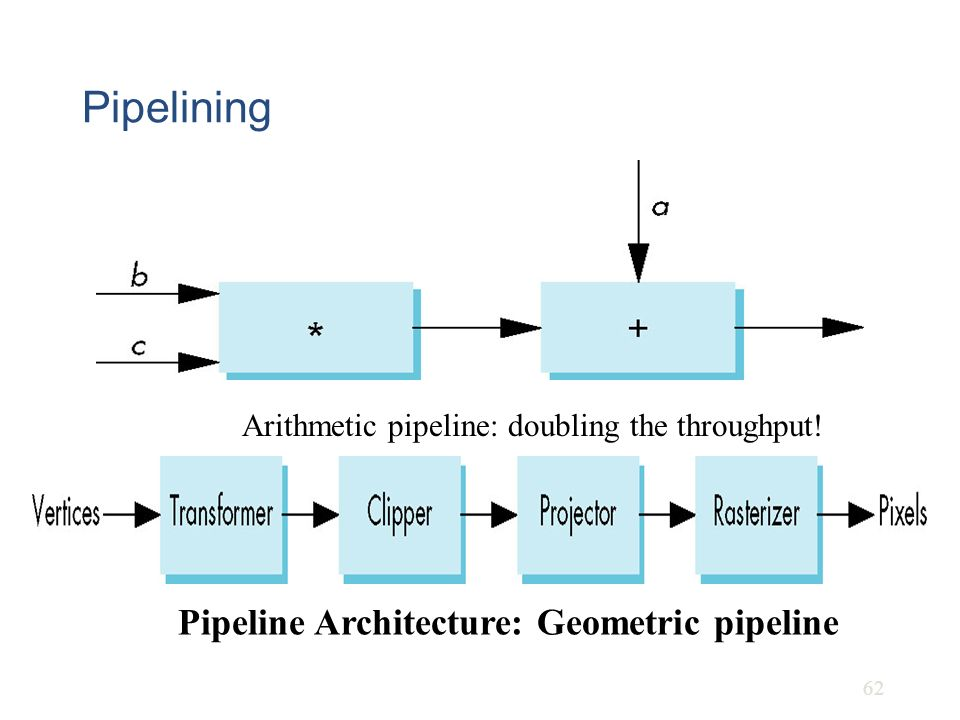 Pipelining
a
b
*
+
c
Arithmetic pipeline: doubling the throughput!
Vertices Transformer Clipper Projector Rasterizer Pixels
Pipeline Architecture: Geometric pipeline
62